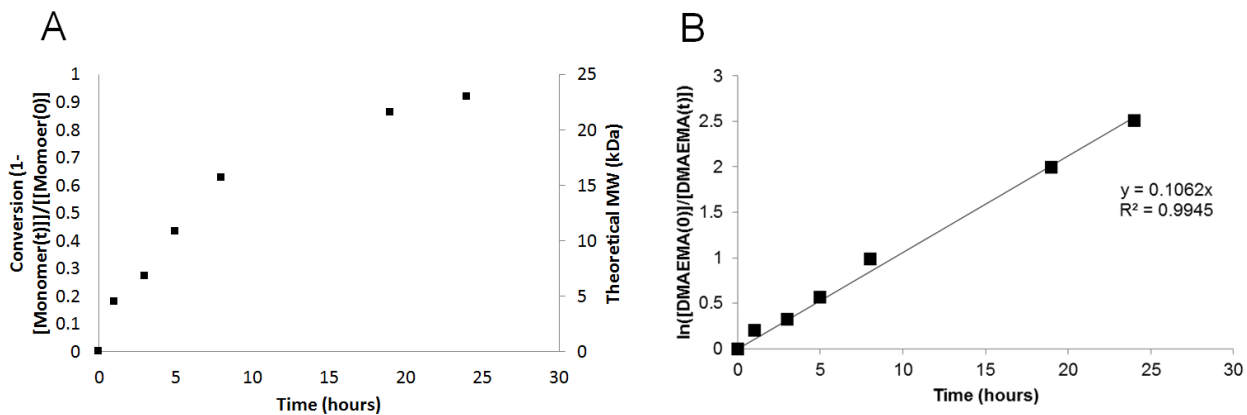 A
Conversion (1-
[Monomer(t)]]/[[Momoer(0)]
1
0.9
0.8
0.7
0.6
0.5
0.4
0.3
0.2
0.1
0
25
20
15
10
5
0
Theoretical MW (kDa)
0 5 10 15 20 25 30
Time (hours)
B
ln([DMAEMA(0)]/[DMAEMA(t)])
3
2.5
2
1.5
1
0.5
0
y = 0.1062x
R² = 0.9945
0 5 10 15 20 25 30
Time (hours)